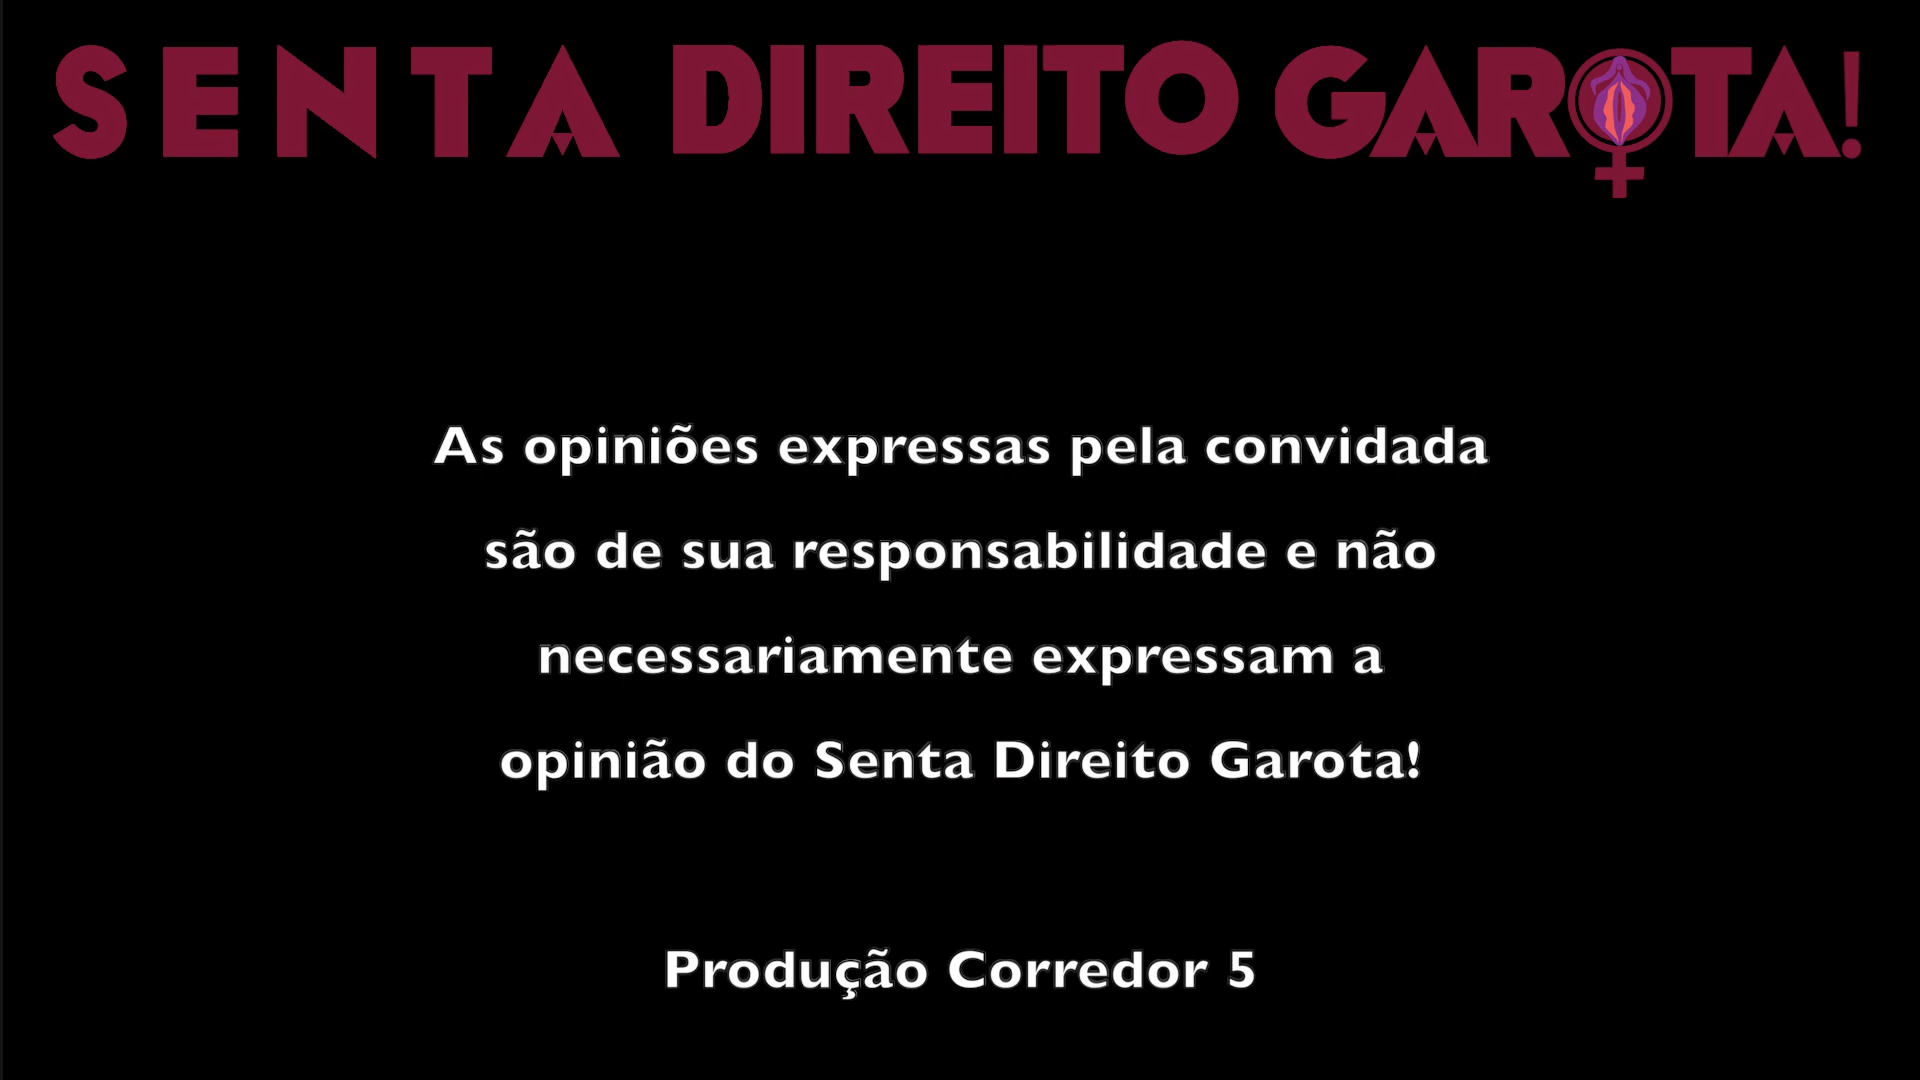 SENTA DIREITO GAROTA!
As opiniões expressas pela convidada
são de sua responsabilidade e não
necessariamente expressam a
opinião do Senta Direito Garota!
Produção Corredor 5